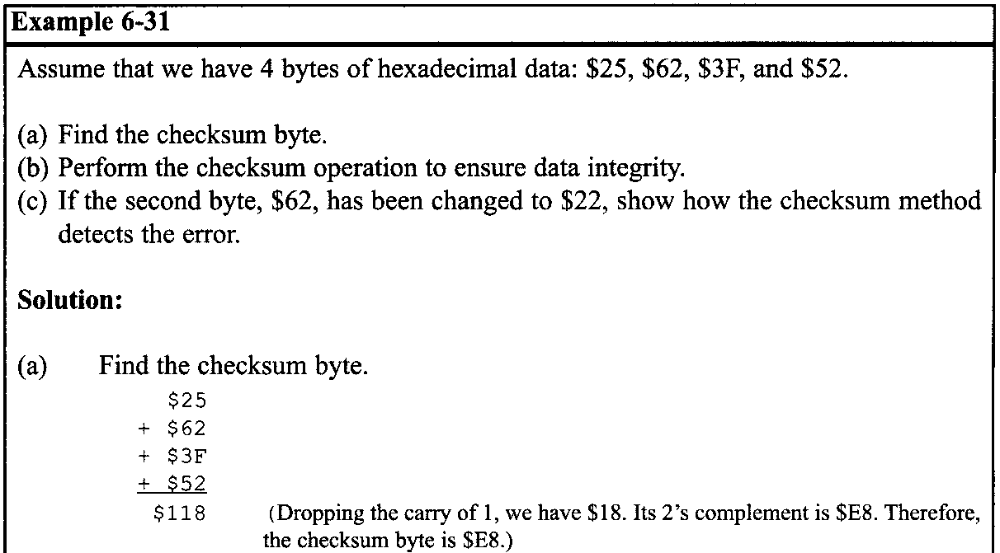 Example 6-31
Assume that we have 4 bytes of hexadecimal data: $25, $62, $3F, and $52.
(a) Find the checksum byte.
(b) Perform the checksum operation to ensure data integrity.
(c) If the second byte, $62, has been changed to $22, show how the checksum method
detects the error.
Solution:
(a) Find the checksum byte.
$25
+ $62
+ $3F
+ $52
$118 (Dropping the carry of 1, we have $18. Its 2’s complement is $E8. Therefore,
the checksum byte is $E8.)